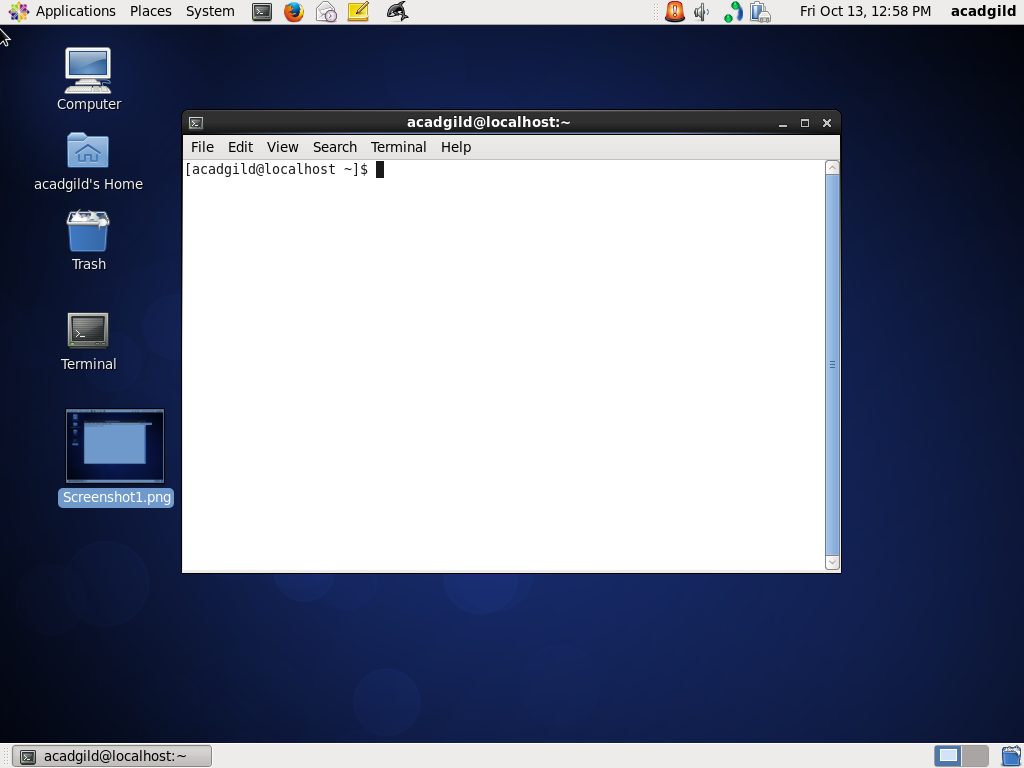 Applications Places System Fri Oct 13, 12:58 PM acadgild
Computer
acadgild's Home
Trash
Terminal
Screenshot1.png
acadgild@localhost:~
File Edit View Search Terminal Help
[acadgild@localhost ~]$
acadgild@localhost:~